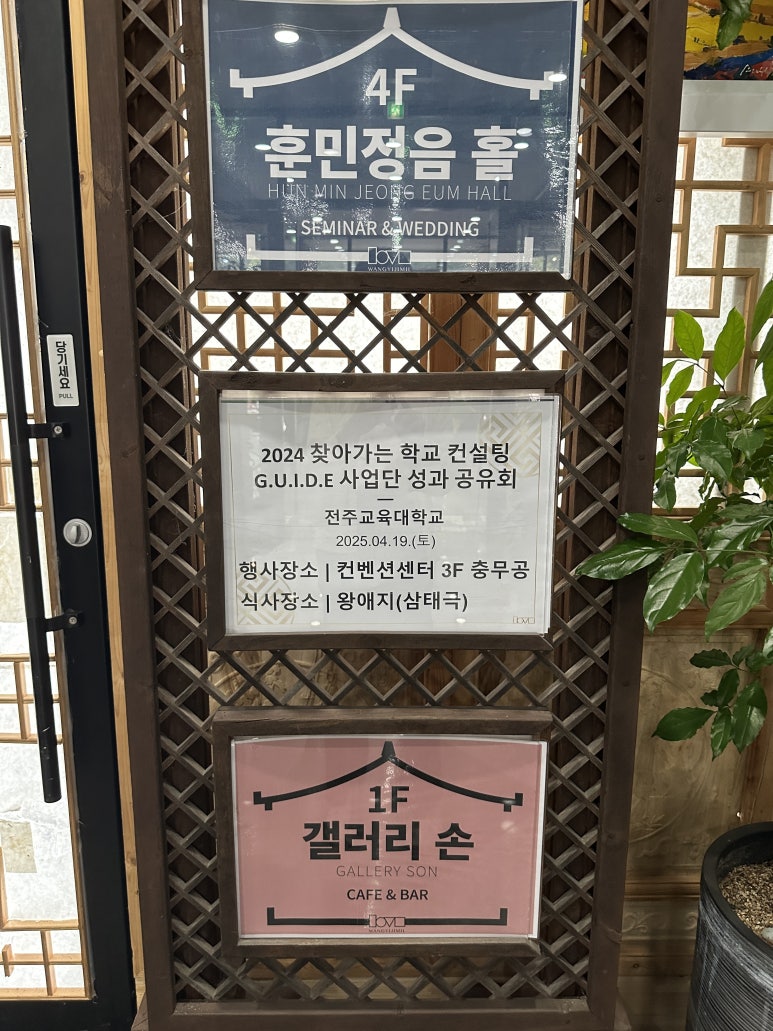 4F
훈민정음 홀
HUN MIN JEONG EUM HALL
SEMINAR & WEDDING
당기세요
PULL
2024 찾아가는 학교 컨설팅
G.U.I.D.E 사업단 성과 공유회
전주교육대학교
2025.04.19.(토)
행사장소 | 컨벤션센터 3F 충무공
식사장소 | 왕애지(삼태극)
1F
갤러리 손
GALLERY SON
CAFE & BAR